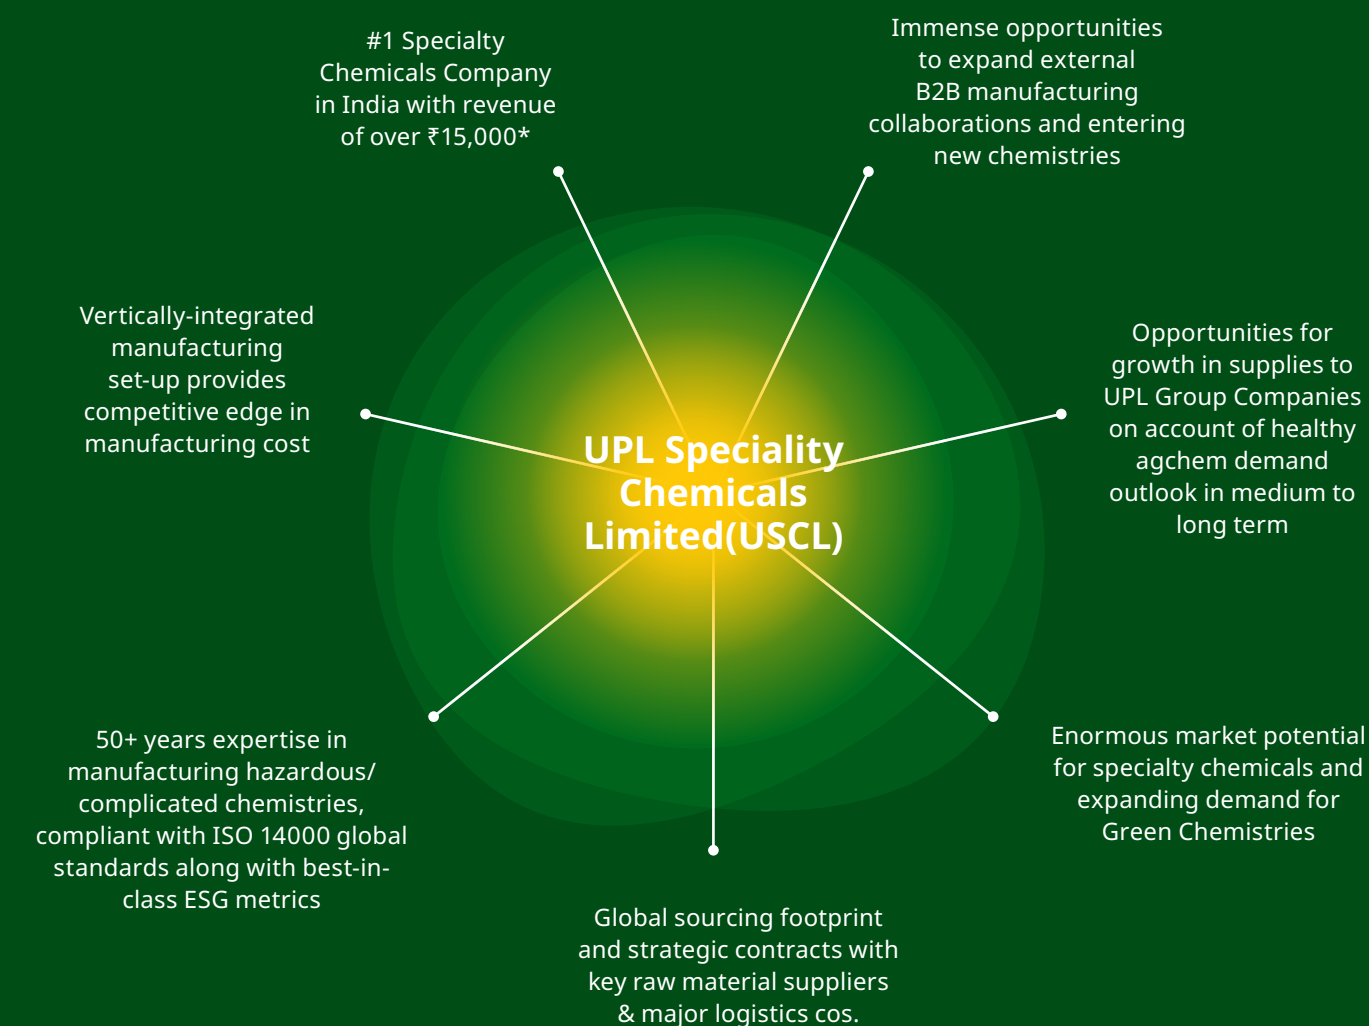 #1 Specialty
Chemicals Company
in India with revenue
of over ₹15,000*
Immense opportunities
to expand external
B2B manufacturing
collaborations and entering
new chemistries
Vertically-integrated
manufacturing
set-up provides
competitive edge in
manufacturing cost
Opportunities for
growth in supplies to
UPL Group Companies
on account of healthy
agchem demand
outlook in medium to
long term
UPL Speciality
Chemicals
Limited(USCL)
50+ years expertise in
manufacturing hazardous/
complicated chemistries,
compliant with ISO 14000 global
standards along with best-in-
class ESG metrics
Enormous market potential
for specialty chemicals and
expanding demand for
Green Chemistries
Global sourcing footprint
and strategic contracts with
key raw material suppliers
& major logistics cos.